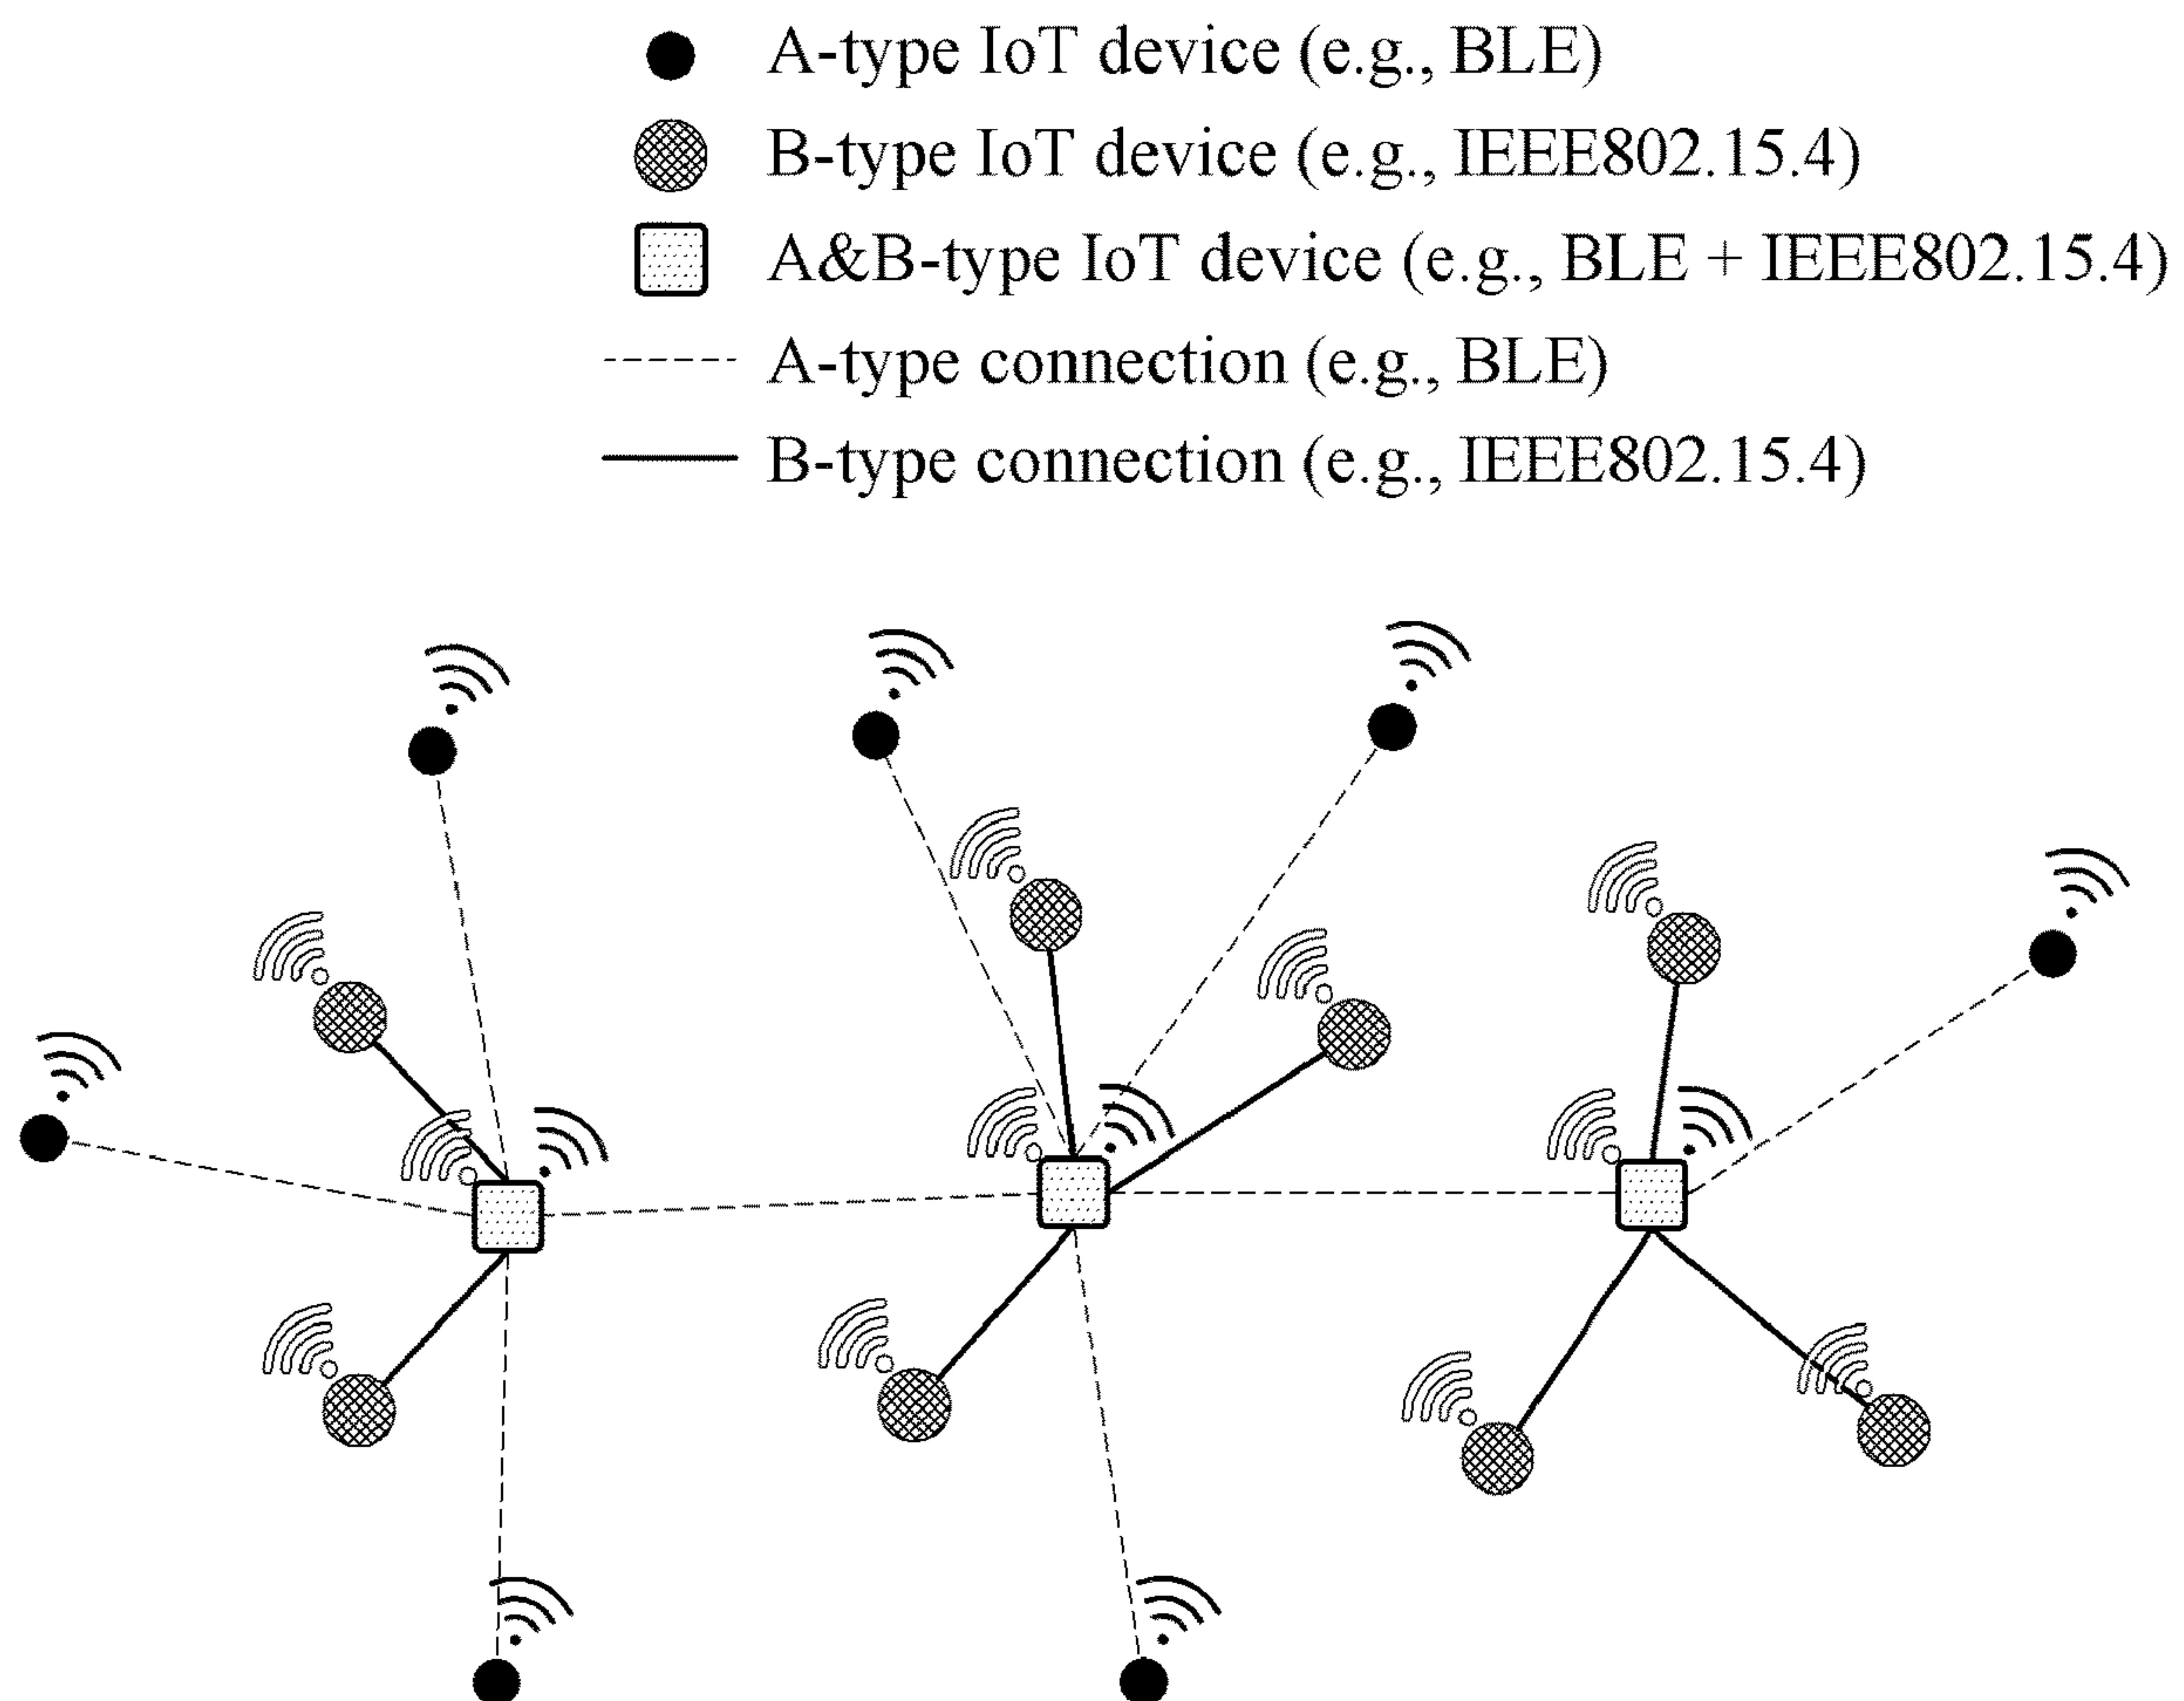 A-type IoT device (e.g., BLE)
B-type IoT device (e.g., IEEE802.15.4)
A&B-type IoT device (e.g., BLE + IEEE802.15.4)
A-type connection (e.g., BLE)
B-type connection (e.g., IEEE802.15.4)